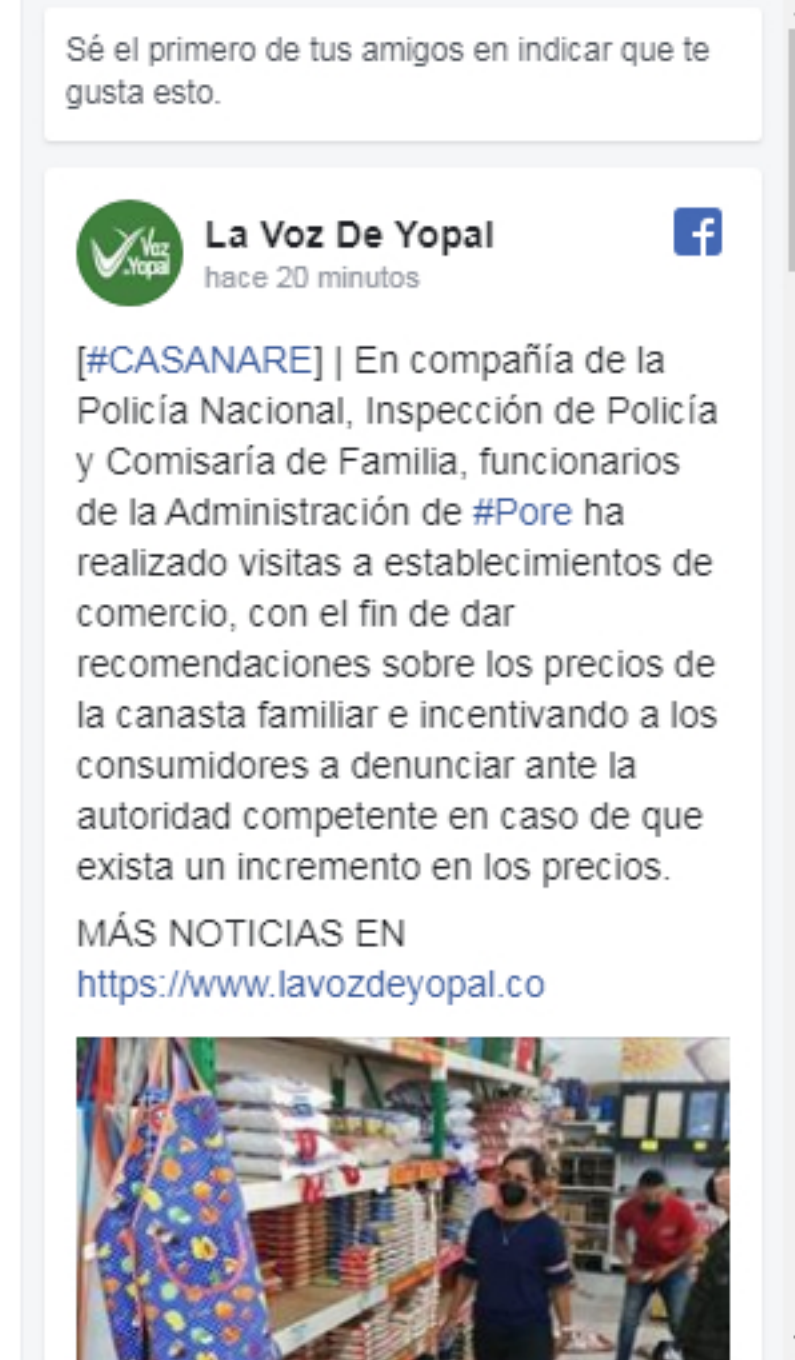 Sé el primero de tus amigos en indicar que te
gusta esto.
Voz
.Yopal
La Voz De Yopal
hace 20 minutos
[#CASANARE] | En compañía de la
Policía Nacional, Inspección de Policía
y Comisaría de Familia, funcionarios
de la Administración de #Pore ha
realizado visitas a establecimientos de
comercio, con el fin de dar
recomendaciones sobre los precios de
la canasta familiar e incentivando a los
consumidores a denunciar ante la
autoridad competente en caso de que
exista un incremento en los precios.
MÁS NOTICIAS EN
https://www.lavozdeyopal.co